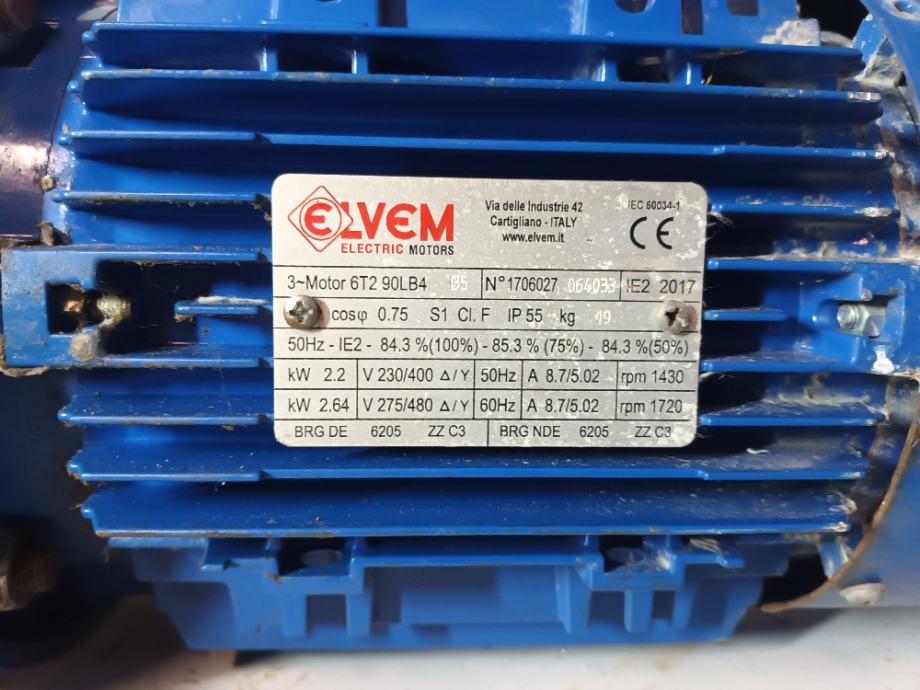 ELVEM
ELECTRIC MOTORS
Via delle Industrie 42
Cartigliano - ITALY
www.elvem.it
IEC 60034-1
CE
3~Motor 6T2 90LB4 B5 N° 1706027 064033 IE2 2017
cosφ 0.75 S1 Cl. F IP 55 kg 19
50Hz - IE2 - 84.3 %(100%) - 85.3 % (75%) - 84.3 %(50%)
kW 2.2 V 230/400 Δ/Y 50Hz A 8.7/5.02 rpm 1430
kW 2.64 V 275/480 Δ/Y 60Hz A 8.7/5.02 rpm 1720
BRG DE 6205 ZZ C3 BRG NDE 6205 ZZ C3